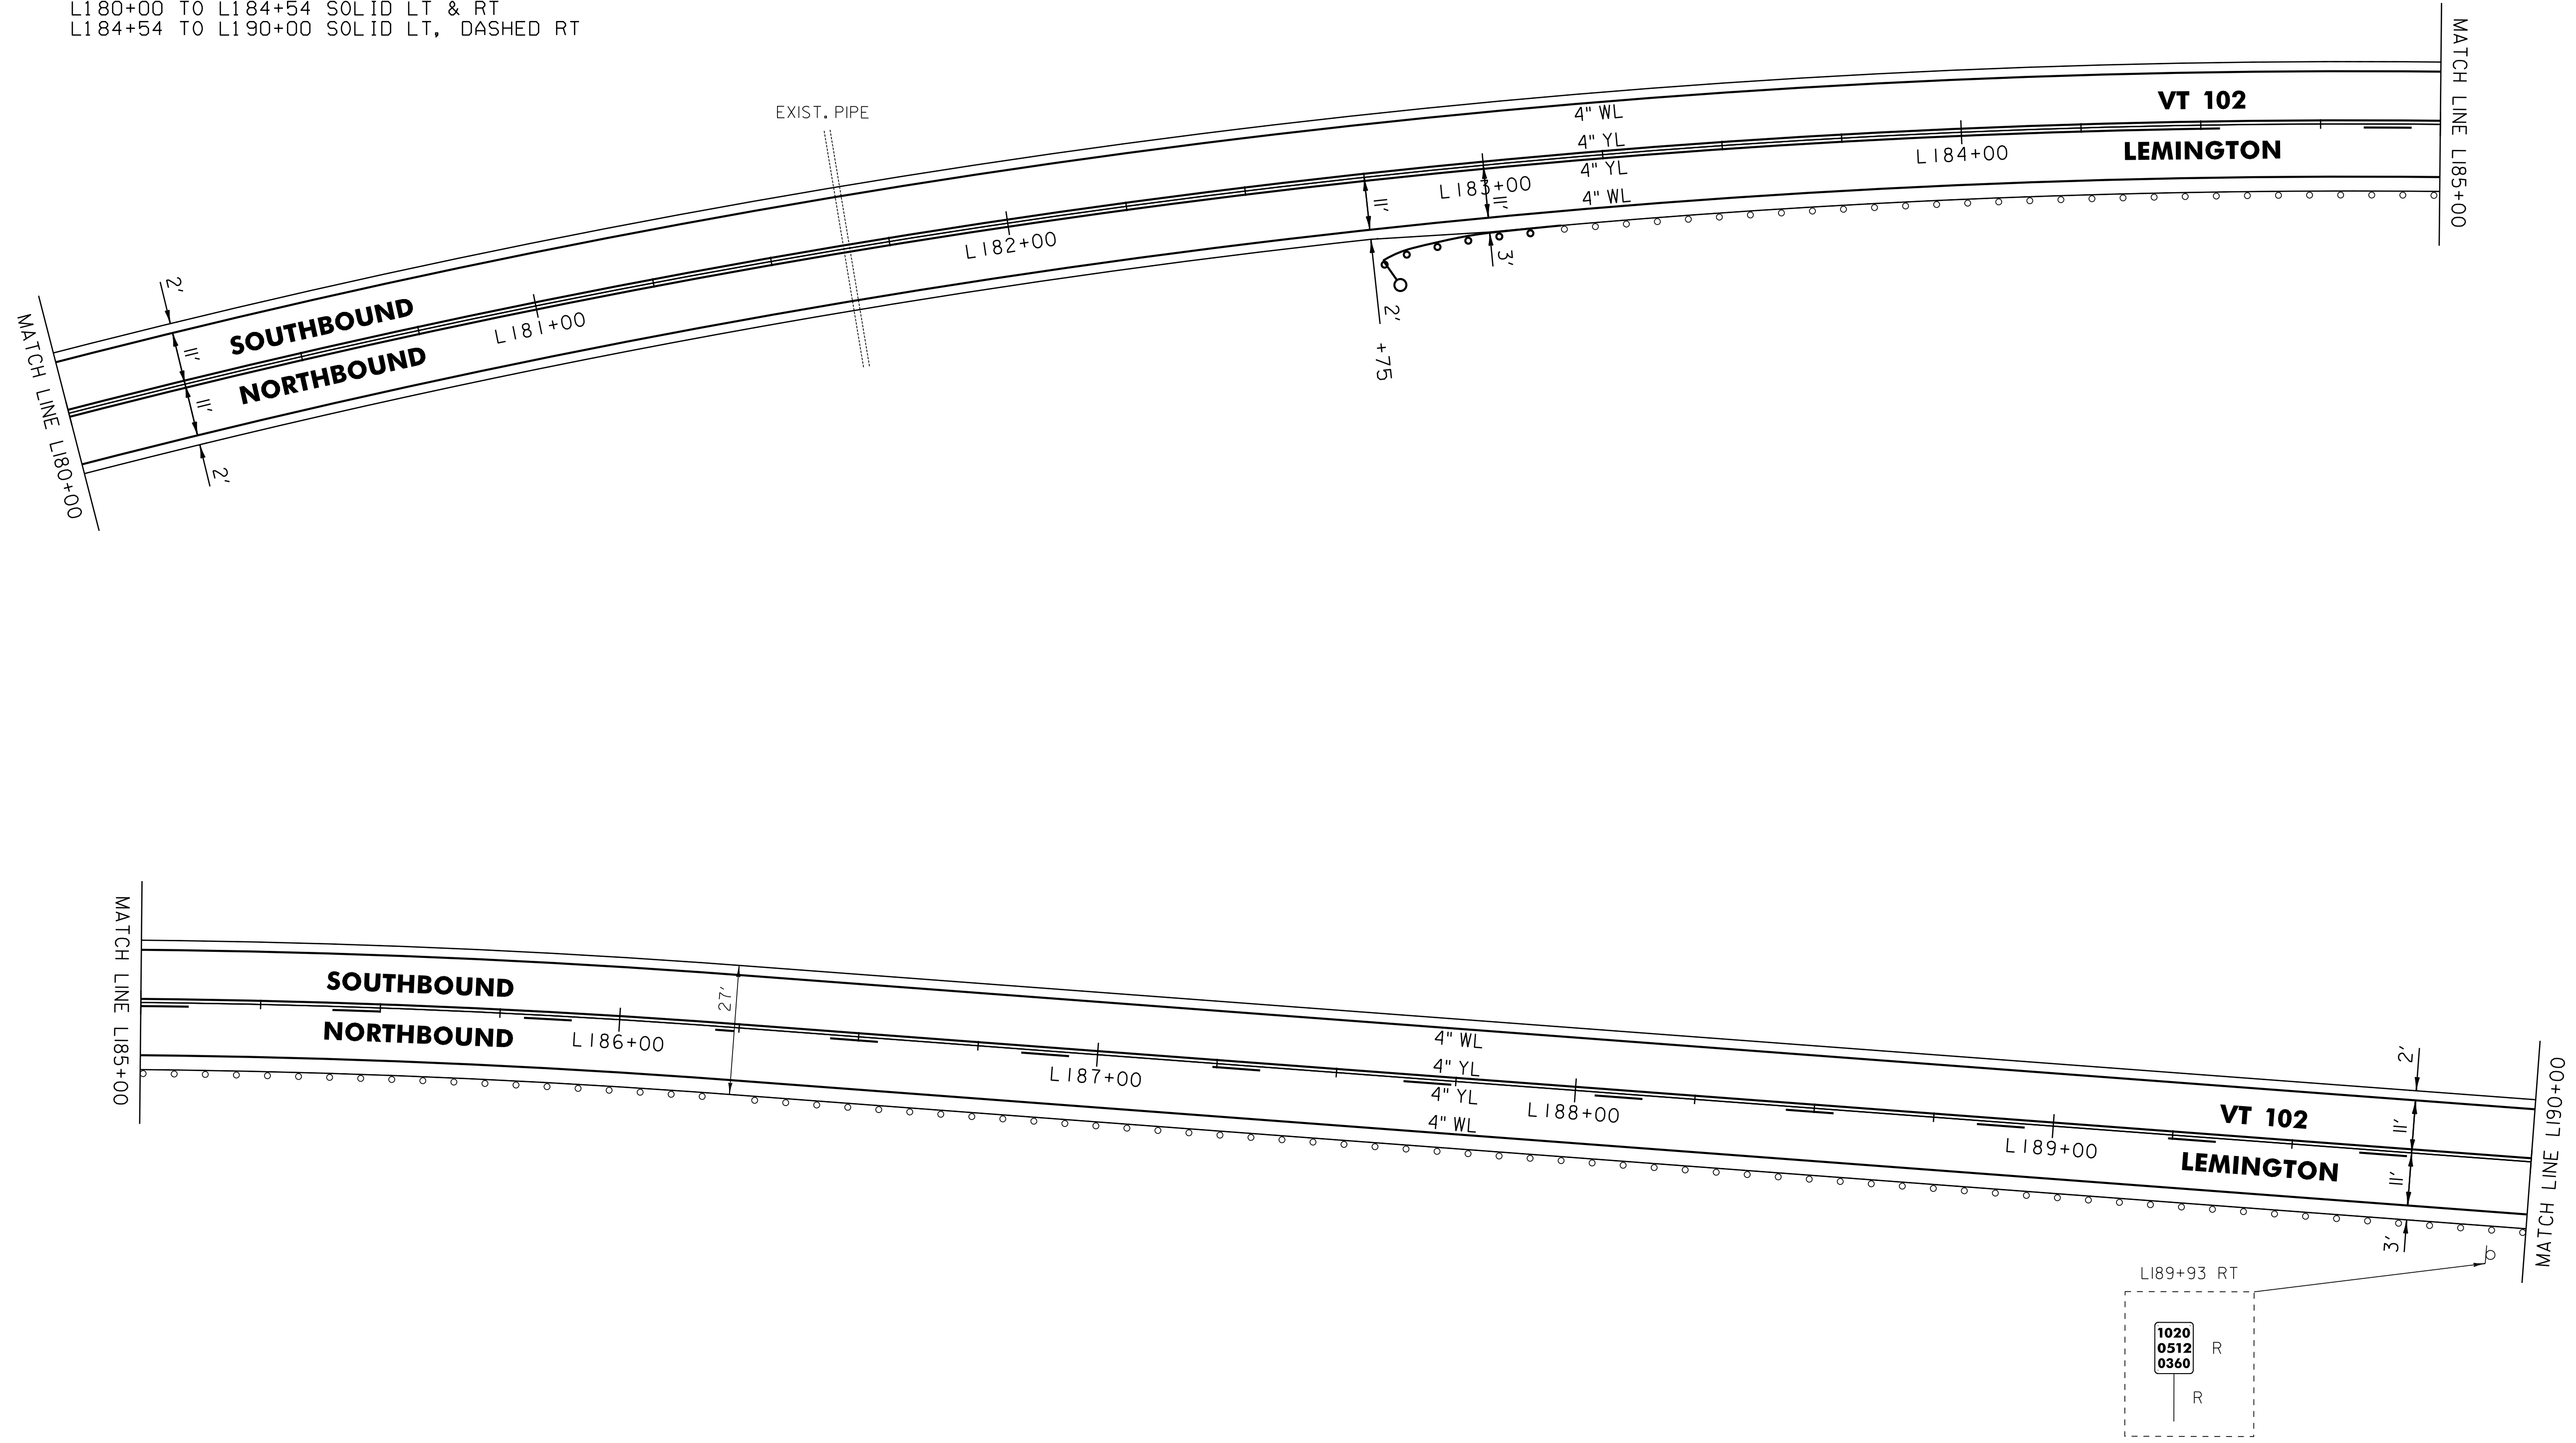 L180+00 TO L184+54 SOLID LT & RT
L184+54 TO L190+00 SOLID LT, DASHED RT
MATCH LINE L180+00
2'
11'
11'
2'
SOUTHBOUND
NORTHBOUND
L181+00
EXIST. PIPE
L182+00
11'
2'
+75
L183+00
11'
3'
4" WL
4" YL
4" YL
4" WL
L184+00
VT 102
LEMINGTON
MATCH LINE L185+00
MATCH LINE L185+00
SOUTHBOUND
NORTHBOUND
L186+00
27'
L187+00
4" WL
4" YL
4" YL
4" WL
L188+00
L189+00
VT 102
LEMINGTON
2'
11'
11'
3'
MATCH LINE L190+00
L189+93 RT
1020
0512
0360
R
R